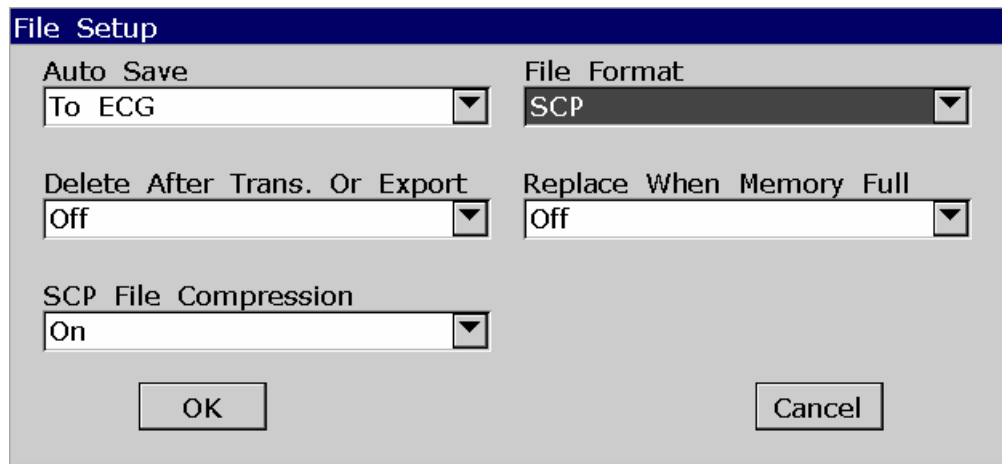 File Setup
Auto Save
To ECG
File Format
SCP
Delete After Trans. Or Export
Off
Replace When Memory Full
Off
SCP File Compression
On
OK
Cancel